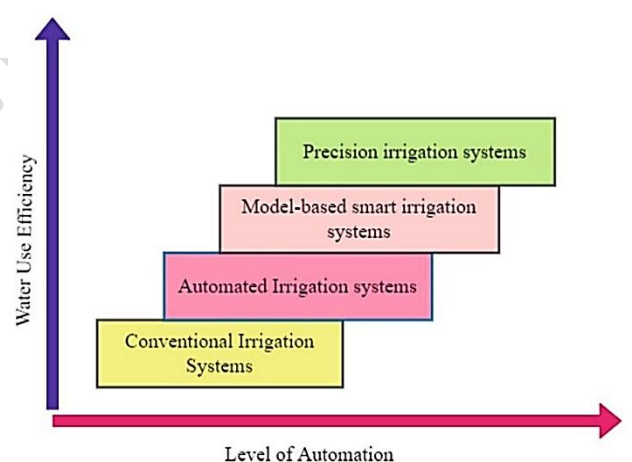 Precision irrigation systems
Model-based smart irrigation
systems
Automated Irrigation systems
Conventional Irrigation
Systems
Water Use Efficiency
Level of Automation